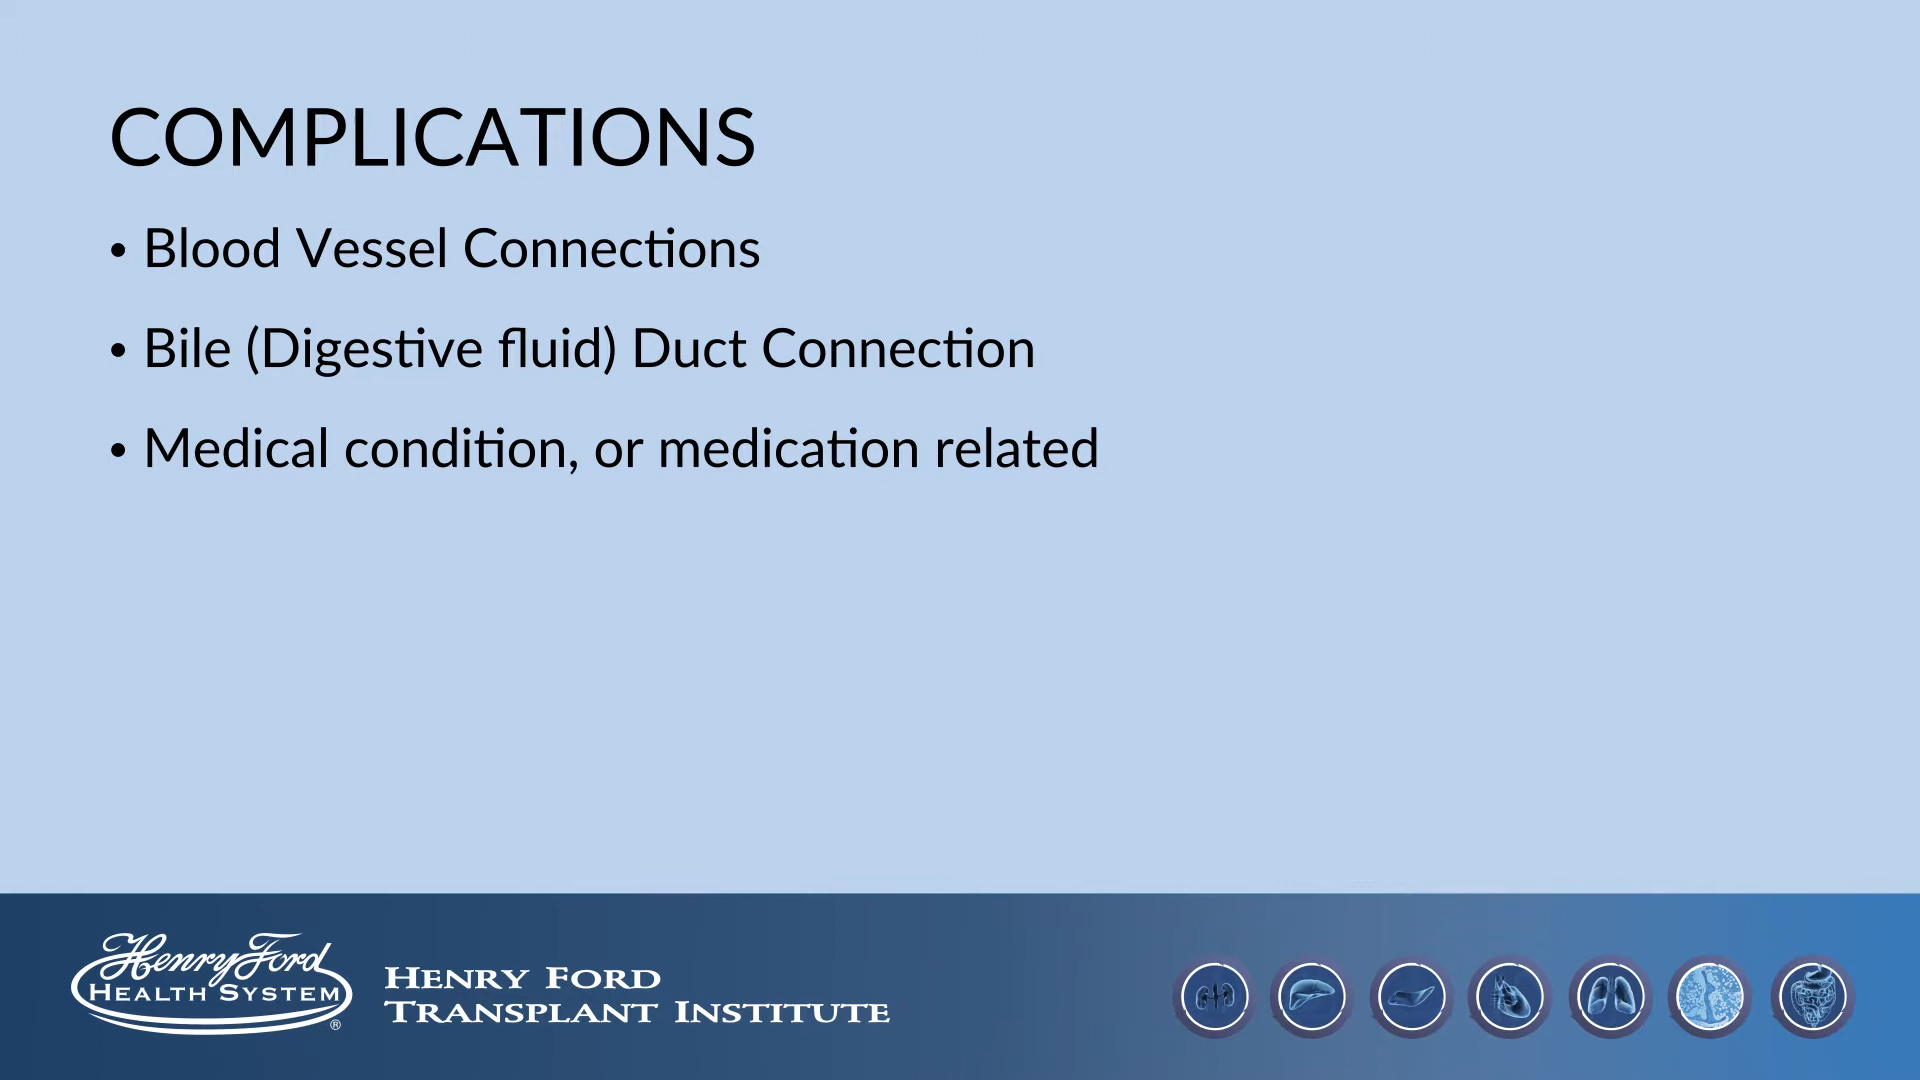 COMPLICATIONS
• Blood Vessel Connections
• Bile (Digestive fluid) Duct Connection
• Medical condition, or medication related
Henry Ford
HEALTH SYSTEM
®
HENRY FORD
TRANSPLANT INSTITUTE